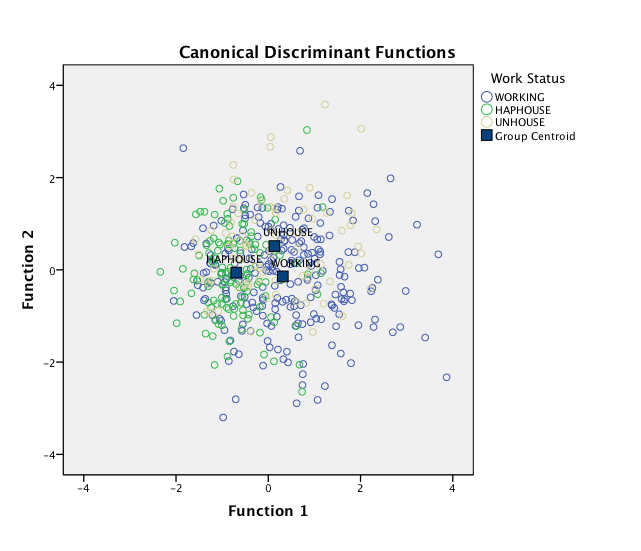 Canonical Discriminant Functions
Work Status
WORKING
HAPHOUSE
UNHOUSE
Group Centroid
4
2
0
−2
−4
Function 2
UNHOUSE
HAPHOUSE
WORKING
−4
−2
0
2
4
Function 1